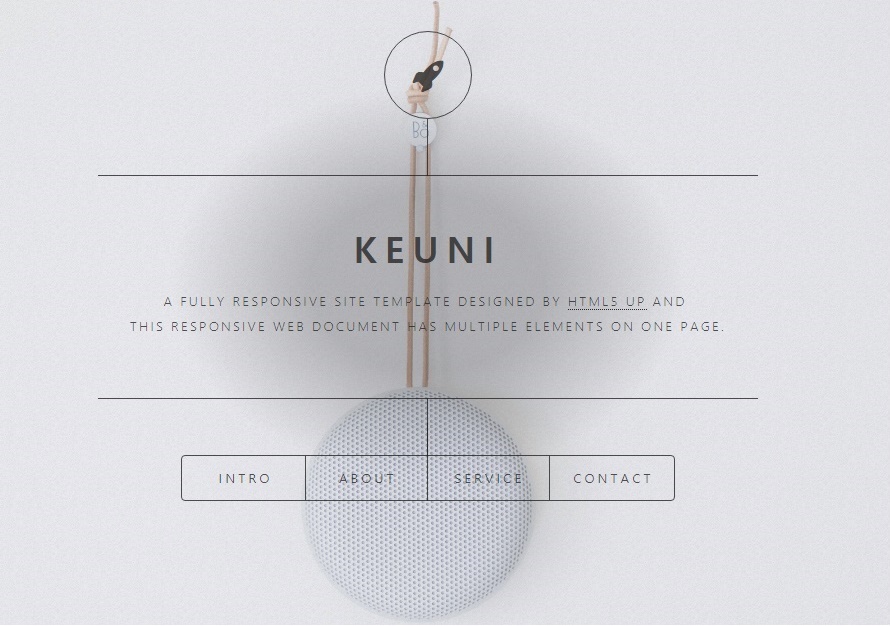 B&O
KEUNI
A FULLY RESPONSIVE SITE TEMPLATE DESIGNED BY HTML5 UP AND
THIS RESPONSIVE WEB DOCUMENT HAS MULTIPLE ELEMENTS ON ONE PAGE.
INTRO ABOUT SERVICE CONTACT